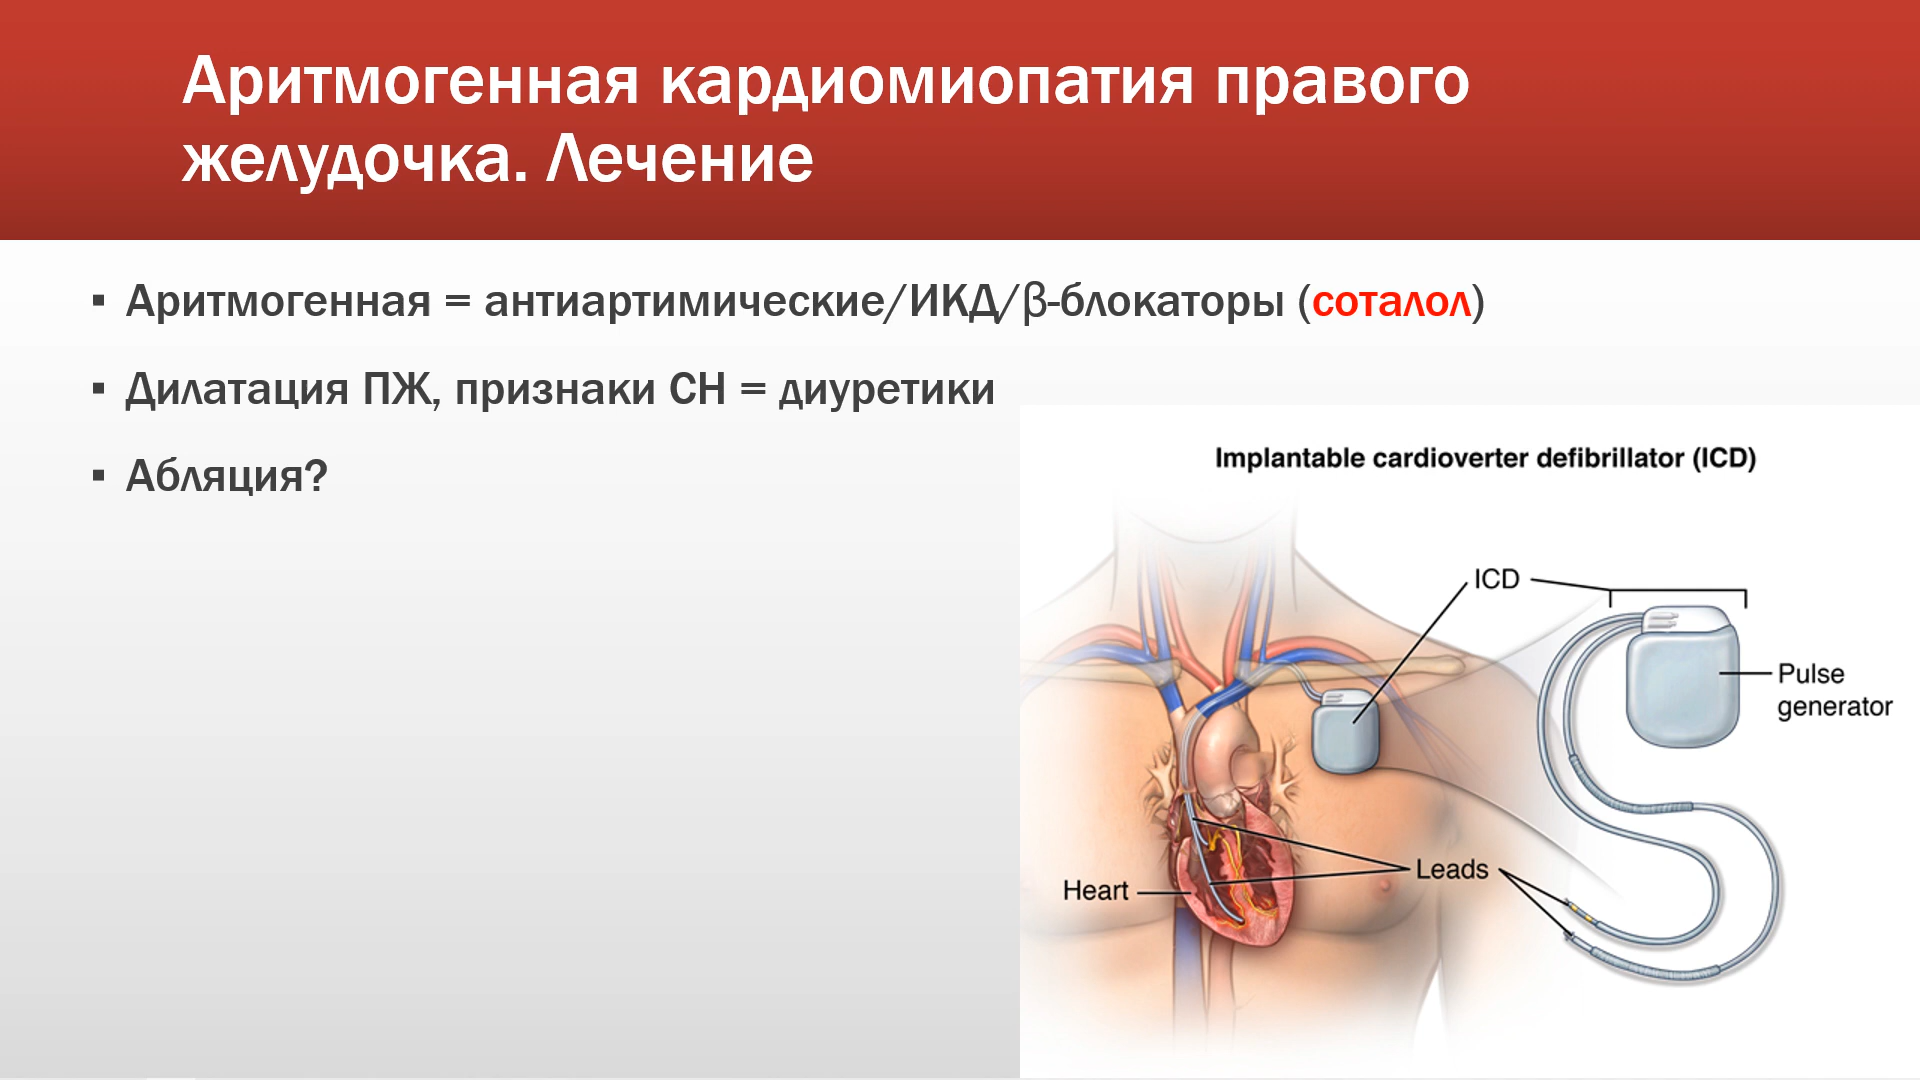 Аритмогенная кардиомиопатия правого
желудочка. Лечение
▪ Аритмогенная = антиартимические/ИКД/β-блокаторы (соталол)
▪ Дилатация ПЖ, признаки СН = диуретики
▪ Абляция?
Implantable cardioverter defibrillator (ICD)
ICD
Pulse
generator
Leads
Heart